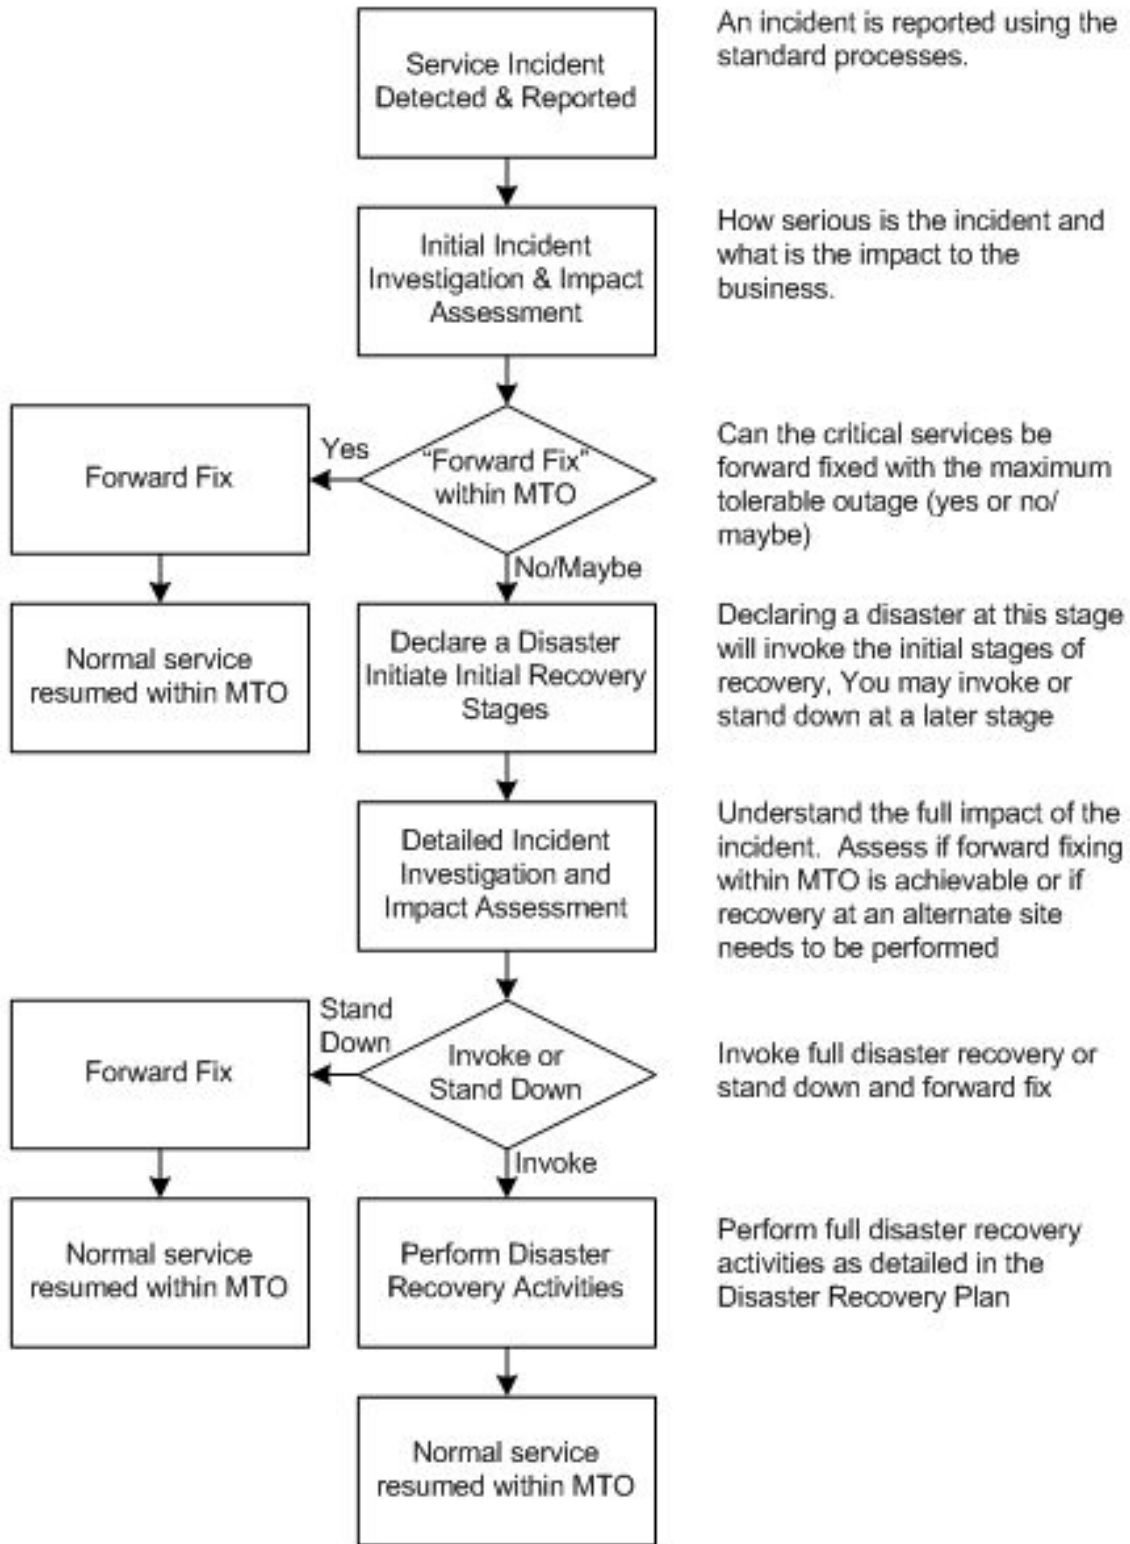 Service Incident
Detected & Reported
An incident is reported using the
standard processes.
Initial Incident
Investigation & Impact
Assessment
How serious is the incident and
what is the impact to the
business.
"Forward Fix"
within MTO
Yes
Forward Fix
Can the critical services be
forward fixed with the maximum
tolerable outage (yes or no/
maybe)
No/Maybe
Normal service
resumed within MTO
Declare a Disaster
Initiate Initial Recovery
Stages
Declaring a disaster at this stage
will invoke the initial stages of
recovery, You may invoke or
stand down at a later stage
Detailed Incident
Investigation and
Impact Assessment
Understand the full impact of the
incident.  Assess if forward fixing
within MTO is achievable or if
recovery at an alternate site
needs to be performed
Invoke or
Stand Down
Stand
Down
Forward Fix
Invoke full disaster recovery or
stand down and forward fix
Invoke
Normal service
resumed within MTO
Perform Disaster
Recovery Activities
Perform full disaster recovery
activities as detailed in the
Disaster Recovery Plan
Normal service
resumed within MTO